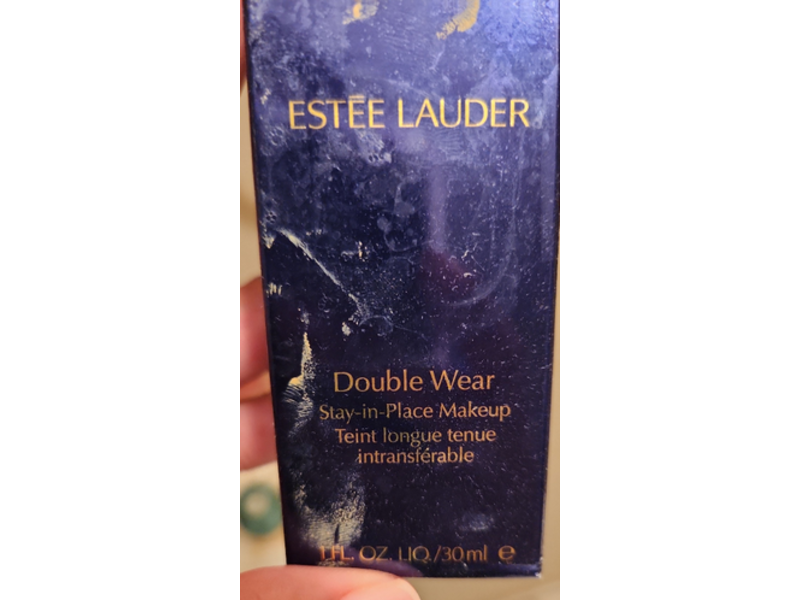 ESTĒE LAUDER
Double Wear
Stay-in-Place Makeup
Teint longue tenue
intransférable
1 FL. OZ. LIQ./30 ml ℮